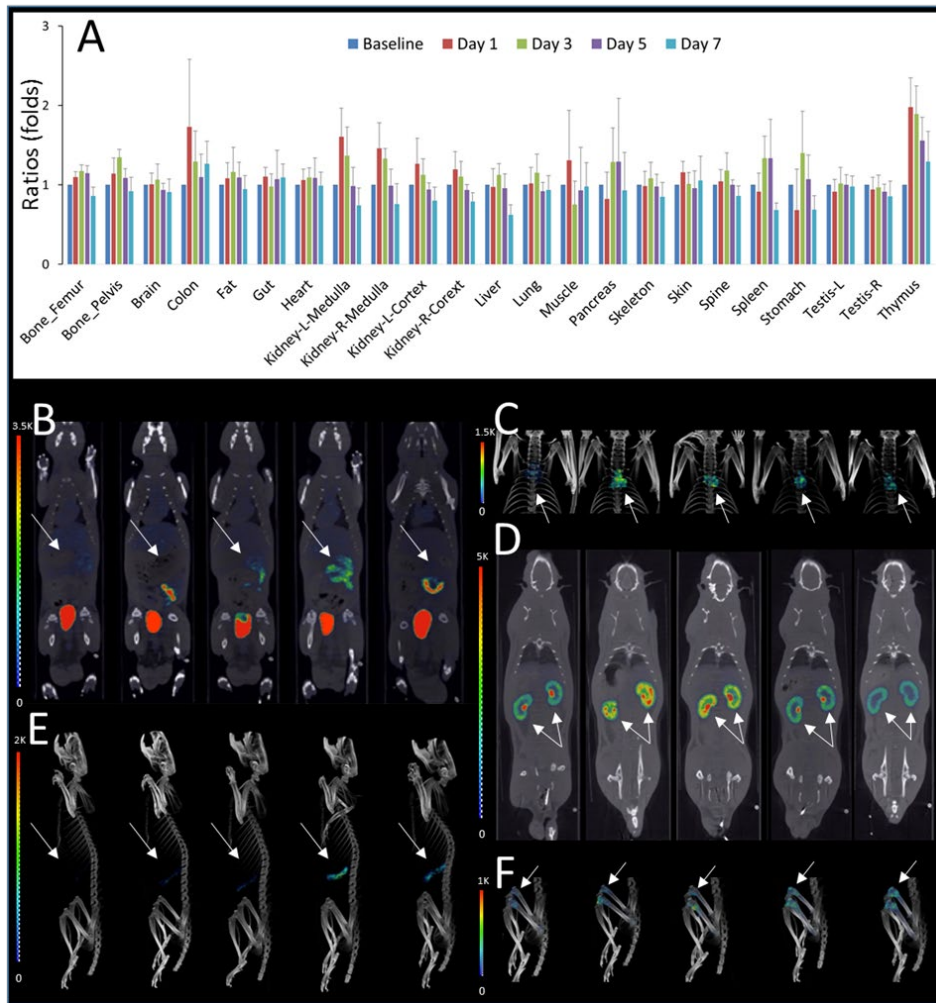 A
Baseline Day 1 Day 3 Day 5 Day 7
Ratios (folds)
3
2
1
0
Bone_Femur
Bone_Pelvis
Brain
Colon
Fat
Gut
Heart
Kidney-L-Medulla
Kidney-R-Medulla
Kidney-L-Cortex
Kidney-R-Corext
Liver
Lung
Muscle
Pancreas
Skeleton
Skin
Spine
Spleen
Stomach
Testis-L
Testis-R
Thymus
B
3.5K
0
C
1.5K
0
D
5K
0
E
2K
0
F
1K
0